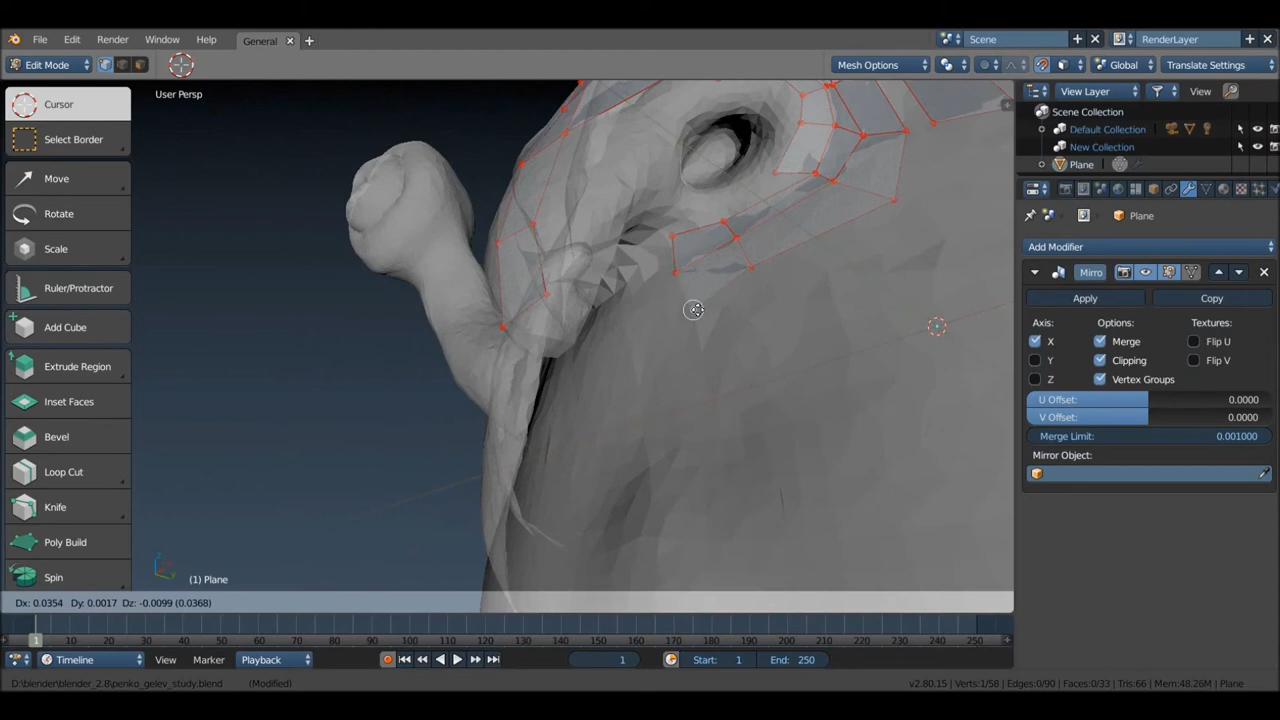 File Edit Render Window Help General Scene RenderLayer
Edit Mode Mesh Options Global Translate Settings
User Persp
View Layer View
Cursor
Select Border
Move
Rotate
Scale
Ruler/Protractor
Add Cube
Extrude Region
Inset Faces
Bevel
Loop Cut
Knife
Poly Build
Spin
Scene Collection
Default Collection
New Collection
Plane
Plane
Add Modifier
Mirro
Apply Copy
Axis: Options: Textures:
X Merge Flip U
Y Clipping Flip V
Z Vertex Groups
U Offset: 0.0000
V Offset: 0.0000
Merge Limit: 0.001000
Mirror Object:
(1) Plane
Dx: 0.0354 Dy: 0.0017 Dz: -0.0099 (0.0368)
1 10 20 30 40 50 60 70 80 90 100 110 120 130 140 150 160 170 180 190 200 210 220 230 240 250
Timeline View Marker Playback 1 Start: 1 End: 250
D:\blender\blender_2.8\penko_gelev_study.blend (Modified) v2.80.15 | Verts:1/58 | Edges:0/90 | Faces:0/33 | Tris:66 | Mem:48.26M | Plane